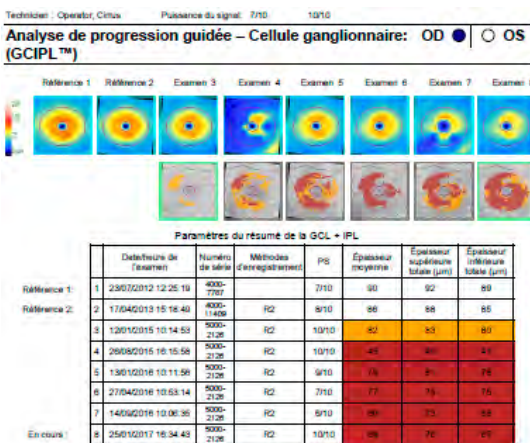 Technicien : Operator, Cirrus Puissance du signal: 7/10 10/10
Analyse de progression guidée – Cellule ganglionnaire: OD OS
(GCIPL™)
Référence 1 Référence 2 Examen 3 Examen 4 Examen 5 Examen 6 Examen 7 Examen
Paramètres du résumé de la GCL + IPL
Date/heure de l'examen Numéro de série Méthodes d'enregistrement PS Épaisseur moyenne Épaisseur supérieure totale (µm) Épaisseur inférieure totale (µm)
Référence 1: 1 23/07/2012 12:25:19 4000-7767 7/10 90 92 89
Référence 2: 2 17/04/2013 15:18:49 4000-11409 R2 8/10 86 88 85
3 12/01/2015 10:14:53 5000-2126 R2 10/10 82 83 80
4 26/08/2015 16:15:58 5000-2126 R2 10/10
5 13/01/2016 10:11:56 5000-2126 R2 9/10
6 27/04/2016 10:53:14 5000-2126 R2 7/10 77
7 14/09/2016 10:06:35 5000-2126 R2
En cours : 8 25/01/2017 16:34:43 5000-2126 R2 10/10